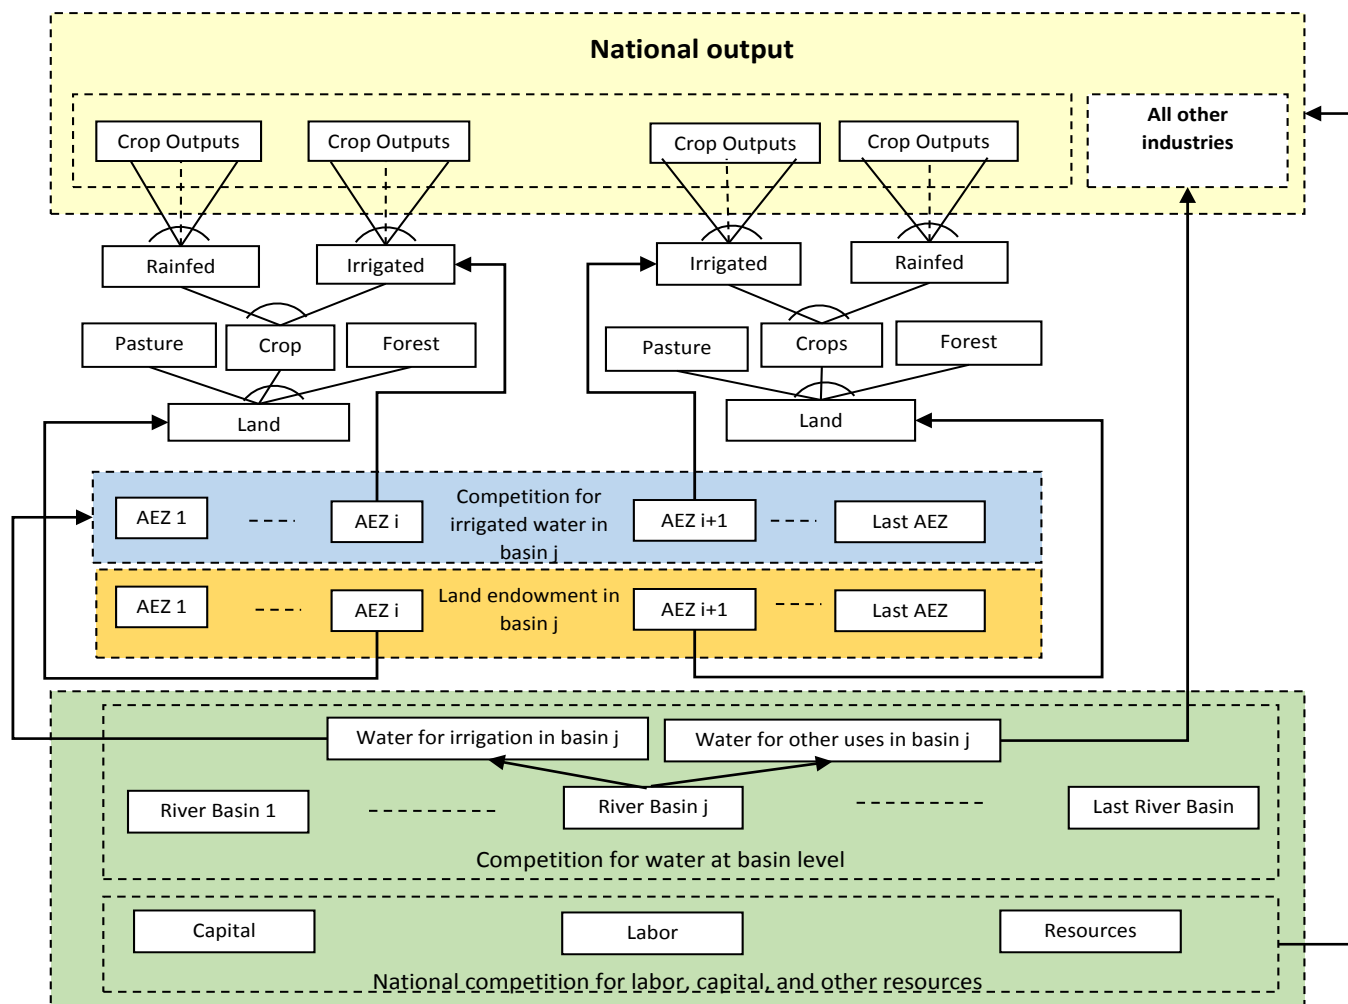 National output
All other
industries
Crop Outputs
Crop Outputs
Crop Outputs
Crop Outputs
Rainfed
Irrigated
Irrigated
Rainfed
Pasture
Crop
Forest
Pasture
Crops
Forest
Land
Land
AEZ 1
AEZ i
Competition for
irrigated water in
basin j
AEZ i+1
Last AEZ
AEZ 1
AEZ i
Land endowment in
basin j
AEZ i+1
Last AEZ
Water for irrigation in basin j
Water for other uses in basin j
River Basin 1
River Basin j
Last River Basin
Competition for water at basin level
Capital
Labor
Resources
National competition for labor, capital, and other resources